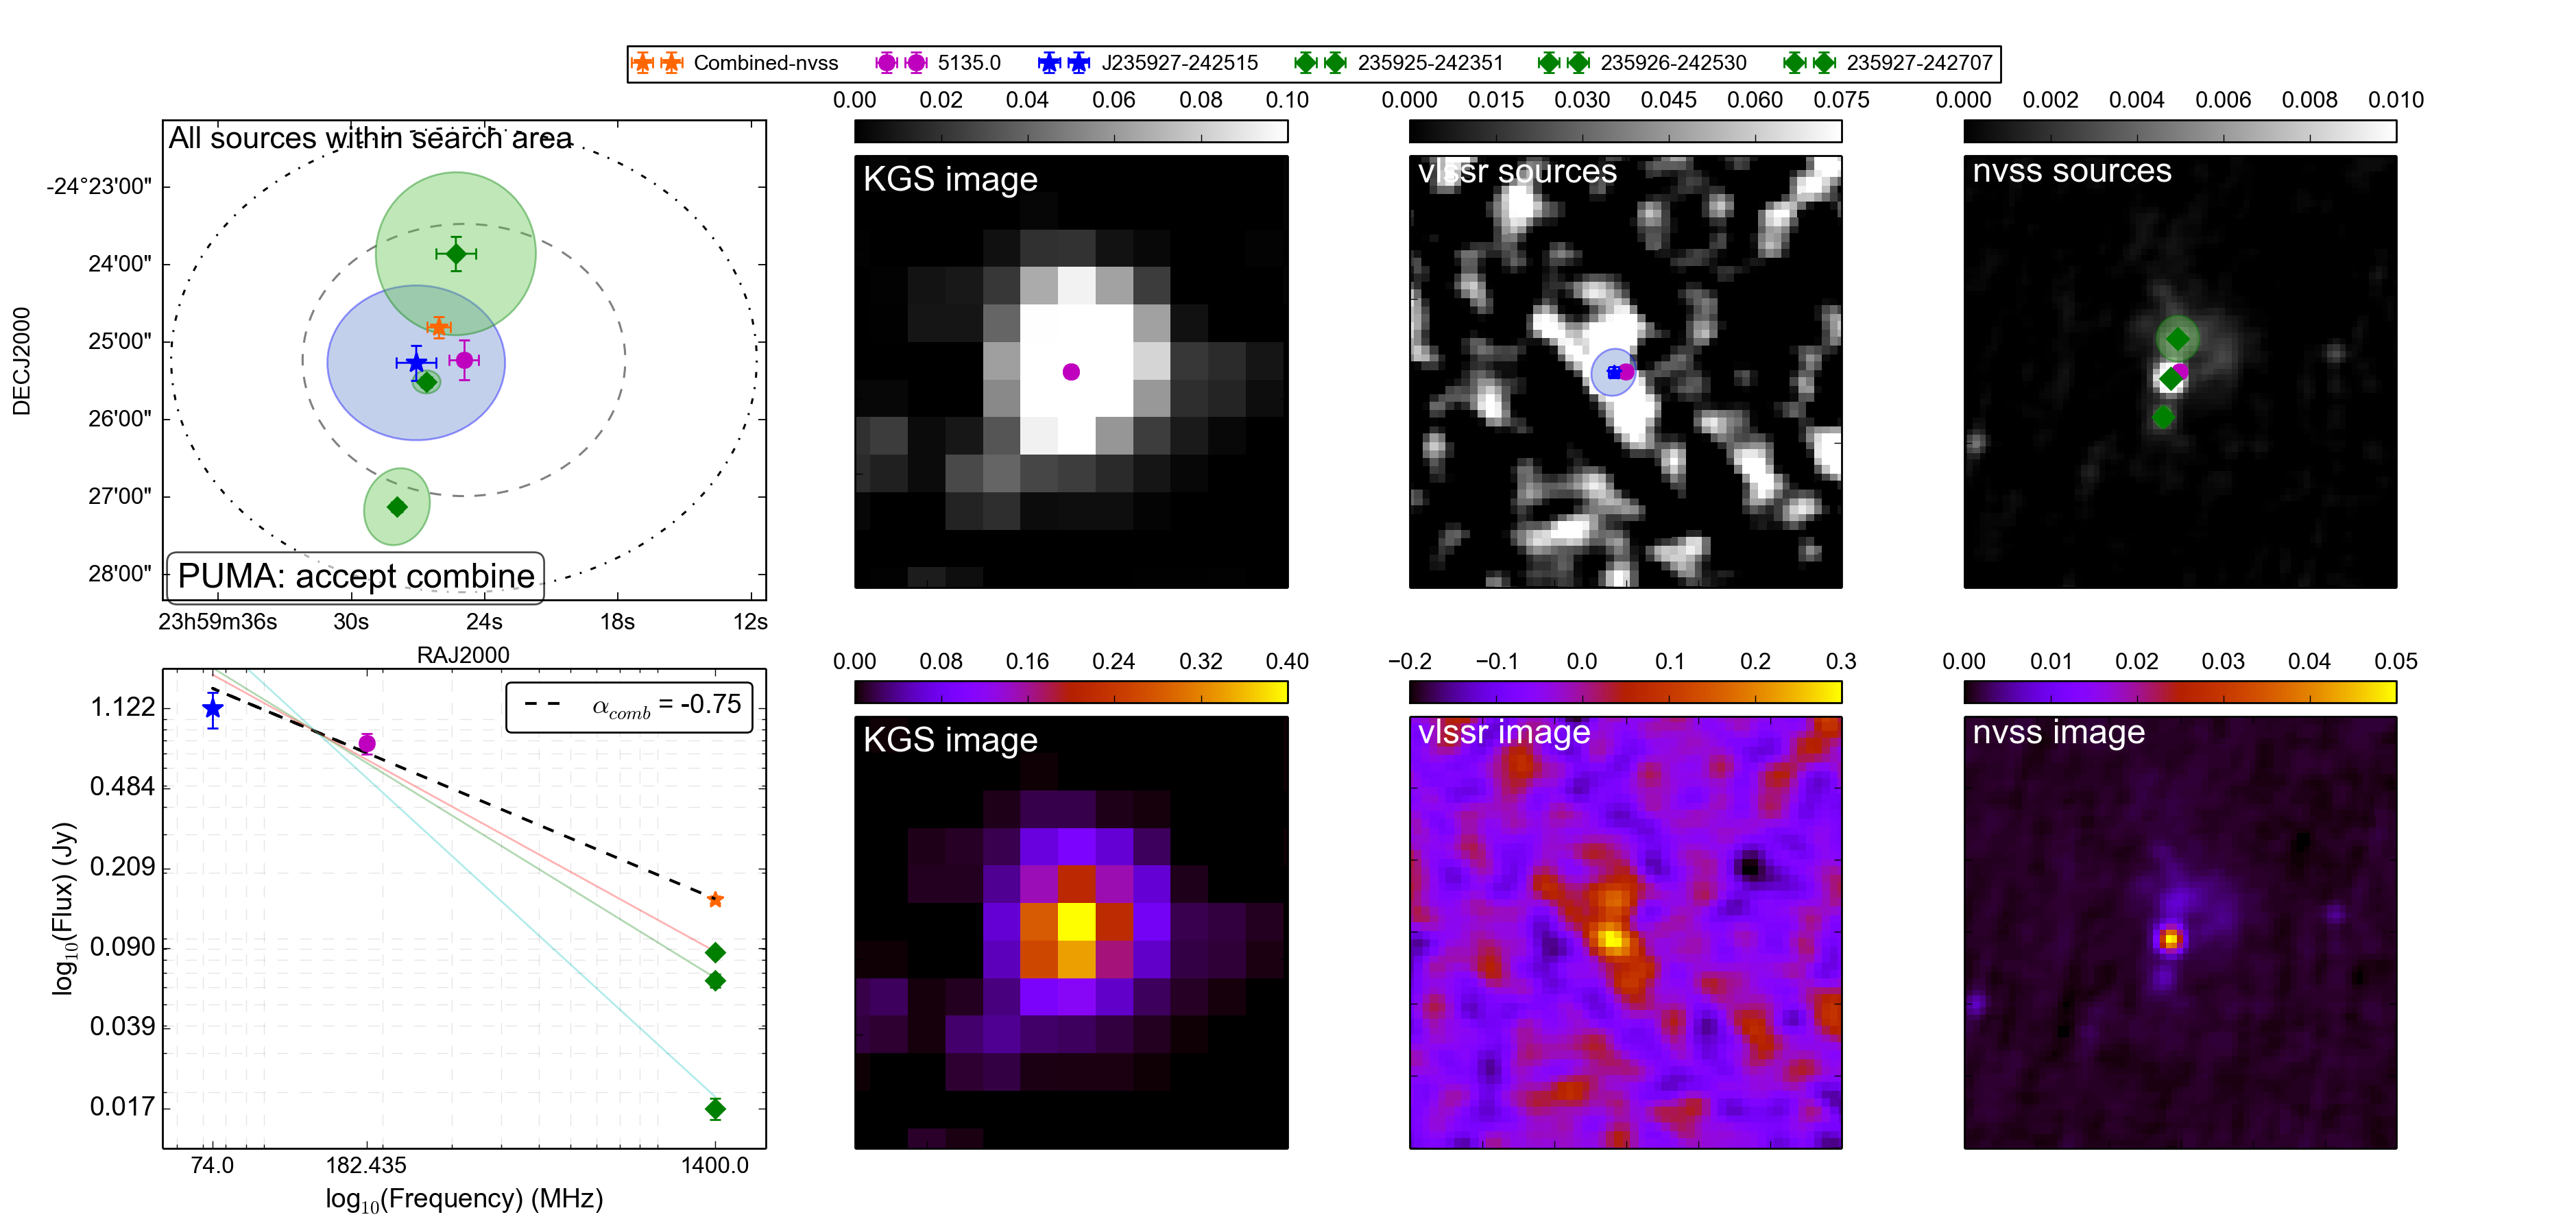 Combined-nvss 5135.0 J235927-242515 235925-242351 235926-242530 235927-242707
0.00 0.02 0.04 0.06 0.08 0.10
0.000 0.015 0.030 0.045 0.060 0.075
0.000 0.002 0.004 0.006 0.008 0.010
All sources within search area
KGS image
vlssr sources
nvss sources
DECJ2000
-24°23'00"
24'00"
25'00"
26'00"
27'00"
28'00"
PUMA: accept combine
23h59m36s 30s 24s 18s 12s
RAJ2000
0.00 0.08 0.16 0.24 0.32 0.40
−0.2 −0.1 0.0 0.1 0.2 0.3
0.00 0.01 0.02 0.03 0.04 0.05
α_comb = -0.75
KGS image
vlssr image
nvss image
log10(Flux) (Jy)
1.122
0.484
0.209
0.090
0.039
0.017
74.0 182.435 1400.0
log10(Frequency) (MHz)